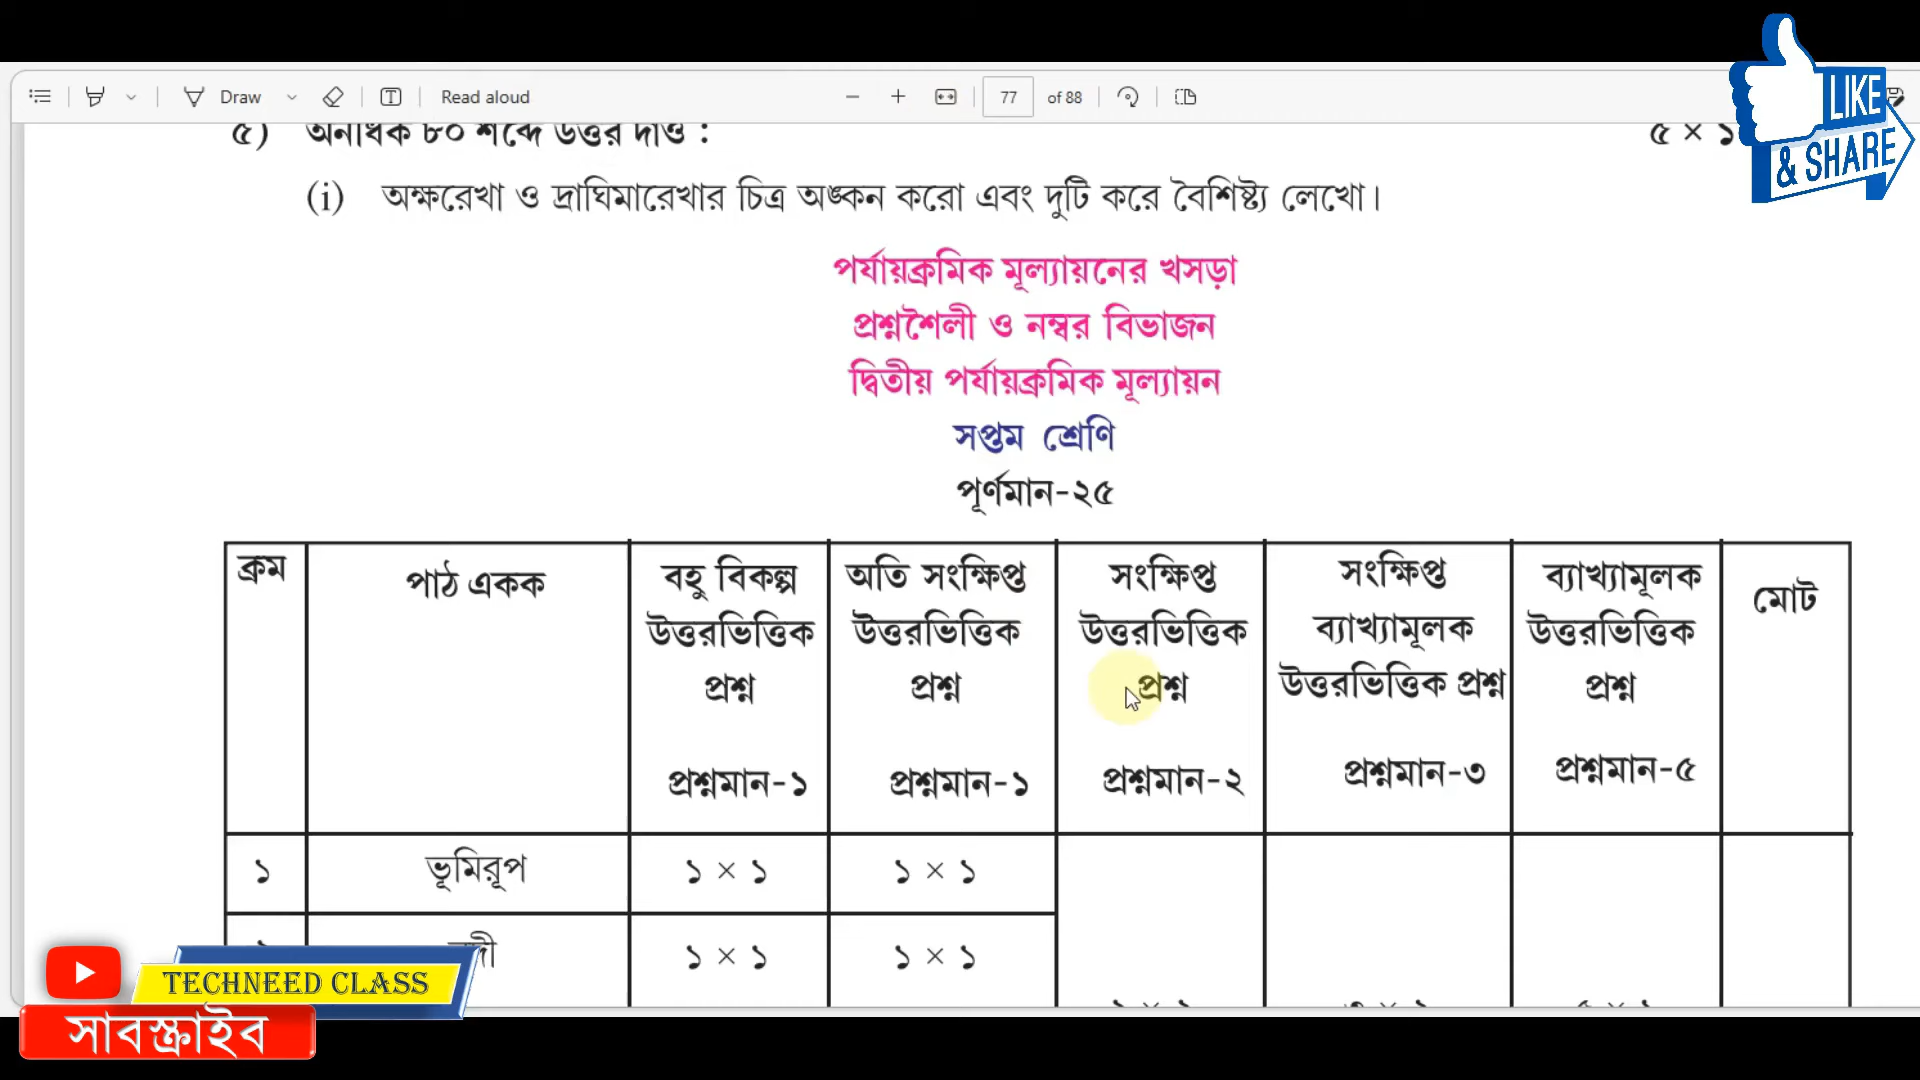 Draw
Read aloud
77 of 88
LIKE
& SHARE
৫) অনধিক ৮০ শব্দে উত্তর দাও : ৫ × ১
(i) অক্ষরেখা ও দ্রাঘিমারেখার চিত্র অঙ্কন করো এবং দুটি করে বৈশিষ্ট্য লেখো।
পর্যায়ক্রমিক মূল্যায়নের খসড়া
প্রশ্নশৈলী ও নম্বর বিভাজন
দ্বিতীয় পর্যায়ক্রমিক মূল্যায়ন
সপ্তম শ্রেণি
পূর্ণমান-২৫
ক্রম
পাঠ একক
বহু বিকল্প
উত্তরভিত্তিক
প্রশ্ন
প্রশ্নমান-১
অতি সংক্ষিপ্ত
উত্তরভিত্তিক
প্রশ্ন
প্রশ্নমান-১
সংক্ষিপ্ত
উত্তরভিত্তিক
প্রশ্ন
প্রশ্নমান-২
সংক্ষিপ্ত
ব্যাখ্যামূলক
উত্তরভিত্তিক প্রশ্ন
প্রশ্নমান-৩
ব্যাখ্যামূলক
উত্তরভিত্তিক
প্রশ্ন
প্রশ্নমান-৫
মোট
১ ভূমিরূপ ১ × ১ ১ × ১
১ × ১ ১ × ১
TECHNEED CLASS
সাবস্ক্রাইব